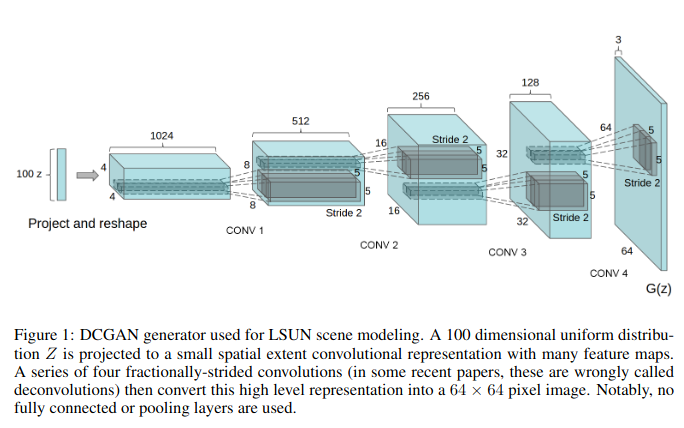 3
128
256
1024
512
64
5
16
Stride 2
5
4
8
32
5
100 z
5
5
Stride 2
4
5
5
8
16
Stride 2
32
Stride 2
Project and reshape
CONV 1
CONV 2
CONV 3
64
CONV 4
G(z)
Figure 1: DCGAN generator used for LSUN scene modeling. A 100 dimensional uniform distribu-
tion Z is projected to a small spatial extent convolutional representation with many feature maps.
A series of four fractionally-strided convolutions (in some recent papers, these are wrongly called
deconvolutions) then convert this high level representation into a 64 × 64 pixel image. Notably, no
fully connected or pooling layers are used.